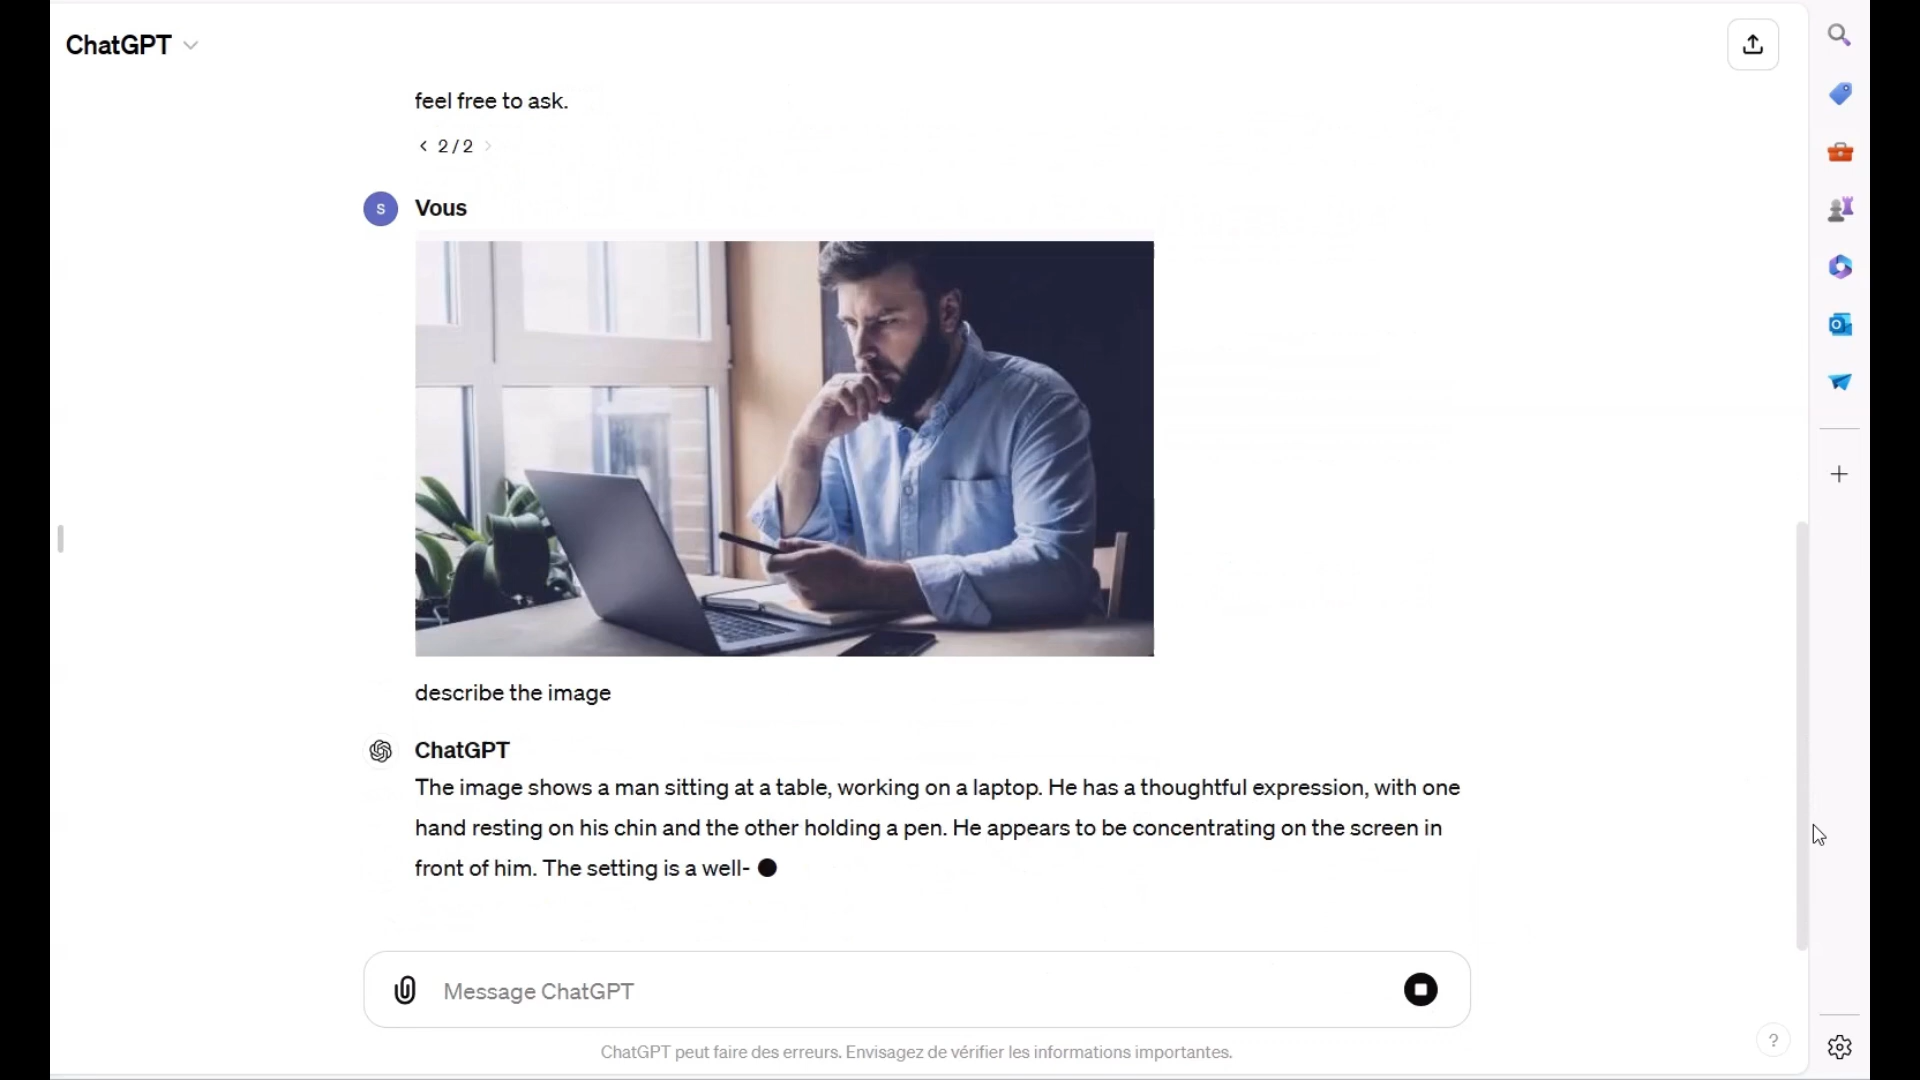 ChatGPT
feel free to ask.
2 / 2
S
Vous
describe the image
ChatGPT
The image shows a man sitting at a table, working on a laptop. He has a thoughtful expression, with one
hand resting on his chin and the other holding a pen. He appears to be concentrating on the screen in
front of him. The setting is a well-
Message ChatGPT
ChatGPT peut faire des erreurs. Envisagez de vérifier les informations importantes.
?